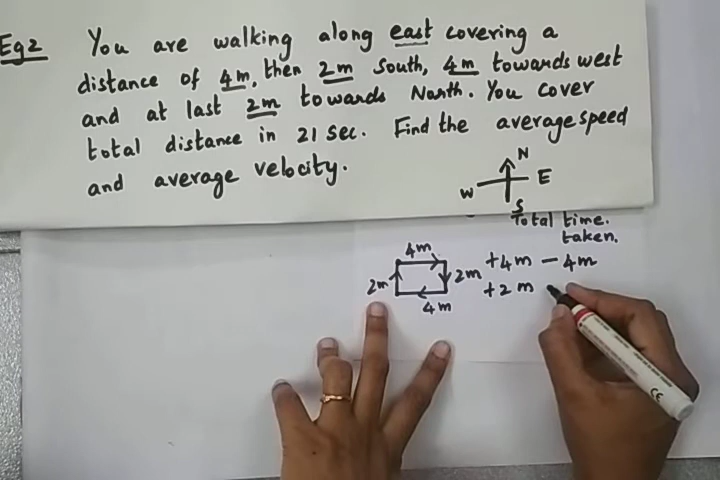 Eg2 You are walking along east covering a
distance of 4m, then 2m South, 4m towards west
and at last 2m towards North. You cover
total distance in 21 sec. Find the average speed
and average velocity.
N
W E
S
Total time.
taken.
4m
2m 2m
4m
+4m - 4m
+2m